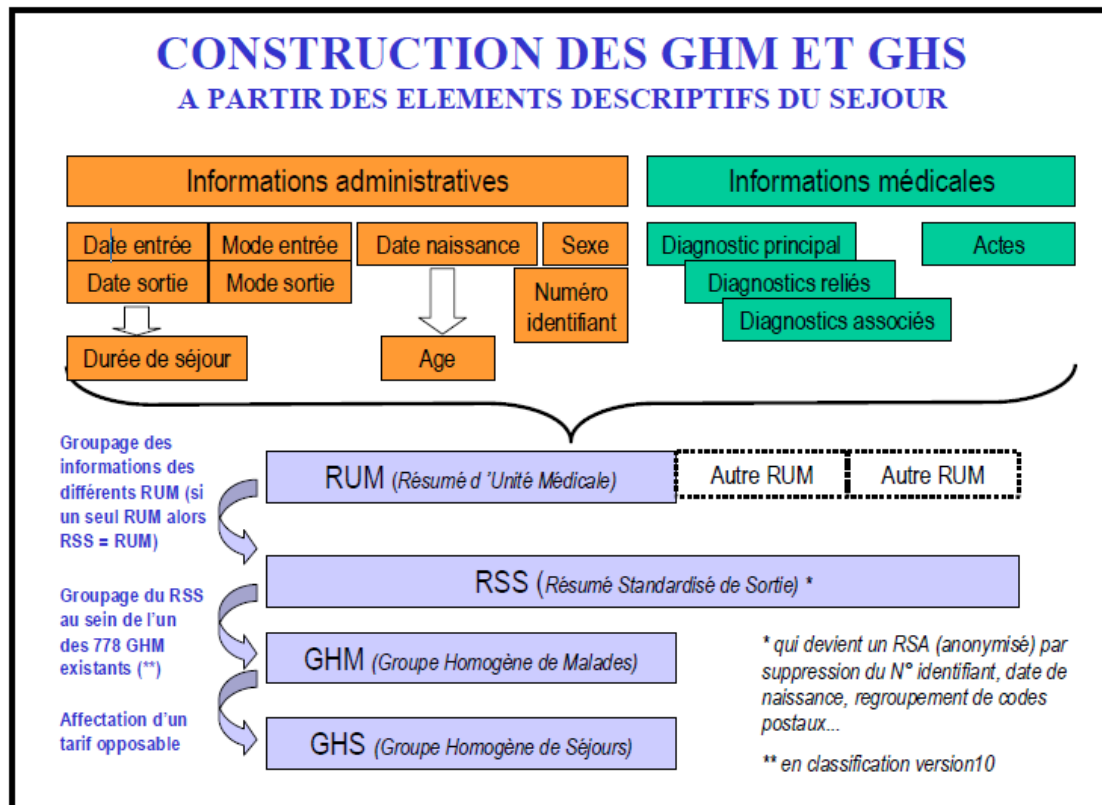 CONSTRUCTION DES GHM ET GHS
A PARTIR DES ELEMENTS DESCRIPTIFS DU SEJOUR
Informations administratives
Informations médicales
Date entrée
Mode entrée
Date naissance
Sexe
Diagnostic principal
Actes
Date sortie
Mode sortie
Numéro
identifiant
Diagnostics reliés
Diagnostics associés
Durée de séjour
Age
Groupage des
informations des
différents RUM (si
un seul RUM alors
RSS = RUM)
RUM (Résumé d 'Unité Médicale)
Autre RUM
Autre RUM
RSS (Résumé Standardisé de Sortie) *
Groupage du RSS
au sein de l'un
des 778 GHM
existants (**)
GHM (Groupe Homogène de Malades)
* qui devient un RSA (anonymisé) par
suppression du N° identifiant, date de
naissance, regroupement de codes
postaux...
Affectation d'un
tarif opposable
GHS (Groupe Homogène de Séjours)
** en classification version10